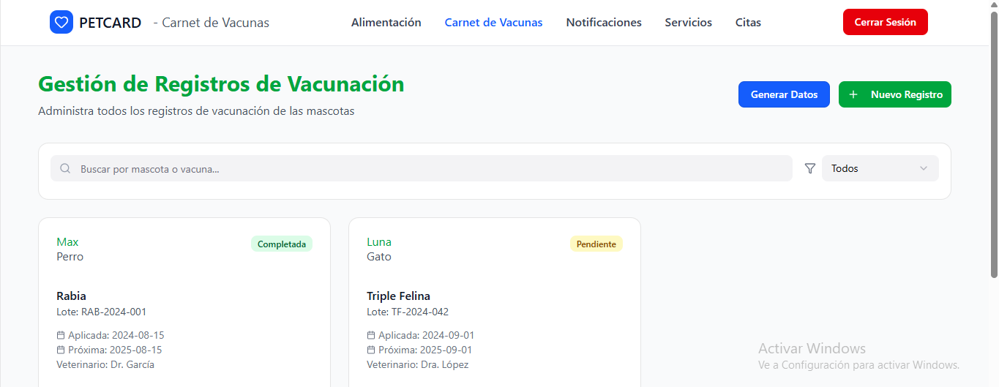 PETCARD - Carnet de Vacunas Alimentación Carnet de Vacunas Notificaciones Servicios Citas Cerrar Sesión
Gestión de Registros de Vacunación
Administra todos los registros de vacunación de las mascotas
Generar Datos + Nuevo Registro
Buscar por mascota o vacuna... Todos
Max Completada
Perro
Rabia
Lote: RAB-2024-001
Aplicada: 2024-08-15
Próxima: 2025-08-15
Veterinario: Dr. García
Luna Pendiente
Gato
Triple Felina
Lote: TF-2024-042
Aplicada: 2024-09-01
Próxima: 2025-09-01
Veterinario: Dra. López
Activar Windows
Ve a Configuración para activar Windows.